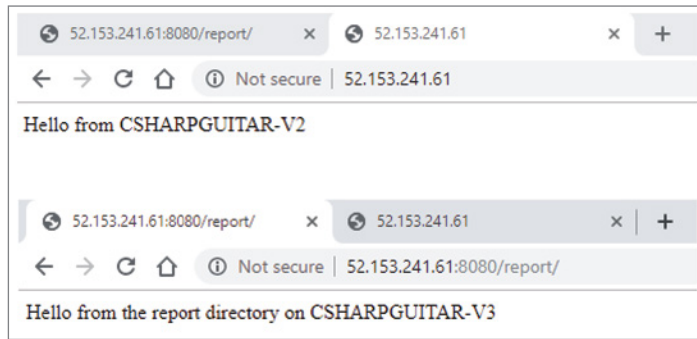 52.153.241.61:8080/report/ × 52.153.241.61 × +
Not secure | 52.153.241.61
Hello from CSHARPGUITAR-V2
52.153.241.61:8080/report/ × 52.153.241.61 × | +
Not secure | 52.153.241.61:8080/report/
Hello from the report directory on CSHARPGUITAR-V3